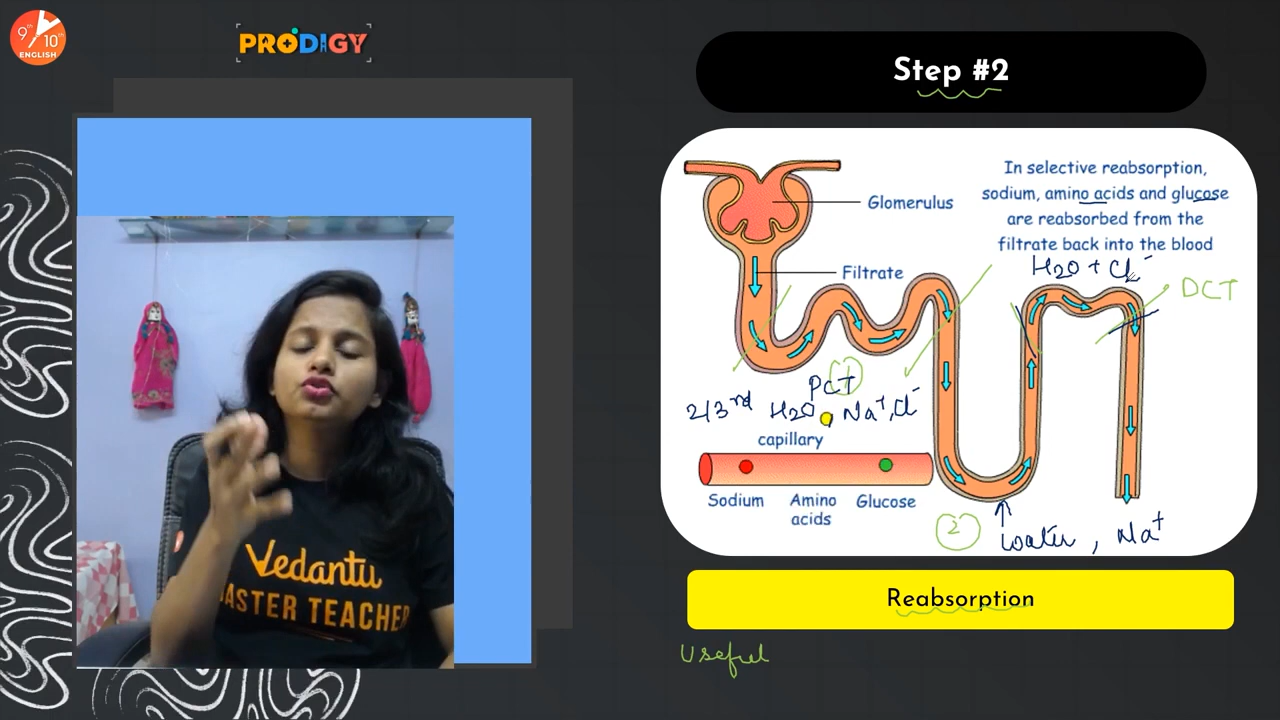 9th 10th
ENGLISH
PRODIGY
Step #2
In selective reabsorption,
sodium, amino acids and glucose
are reabsorbed from the
filtrate back into the blood
H2O + Cl-
Glomerulus
Filtrate
DCT
PCT (1)
2/3rd H2O, Na+, Cl-
capillary
Sodium
Amino
acids
Glucose
(2)
water, Na+
Reabsorption
Useful
Vedantu
MASTER TEACHER